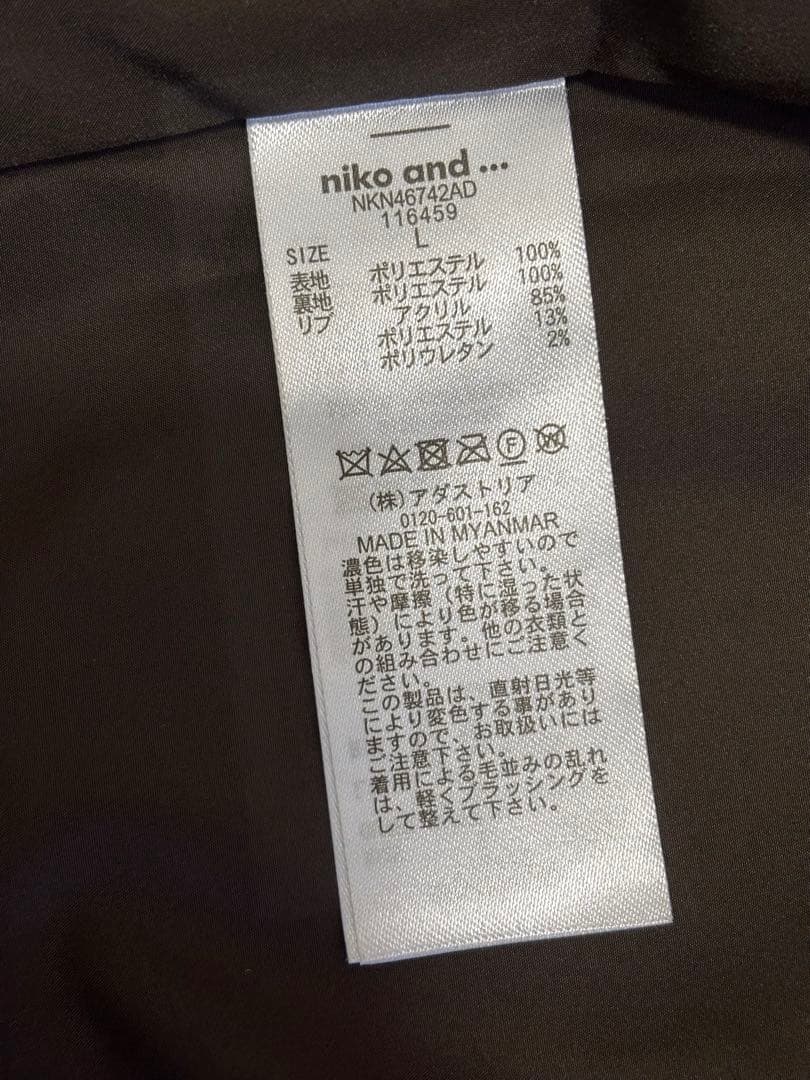 niko and ...
NKN46742AD
116459
SIZE L
表地 ポリエステル 100%
裏地 ポリエステル 100%
リブ アクリル 85%
ポリエステル 13%
ポリウレタン 2%
F W
(株)アダストリア
0120-601-162
MADE IN MYANMAR
濃色は移染しやすいので
単独で洗って下さい。
汗や摩擦(特に湿った状
態)により色が移る場合
があります。他の衣類と
の組み合わせにご注意く
ださい。
この製品は、直射日光等
により変色する事があり
ますので、お取扱いには
ご注意下さい。
着用による毛並みの乱れ
は、軽くブラッシングを
して整えて下さい。